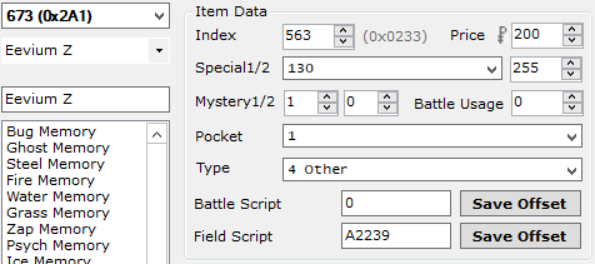 673 (0x2A1)
Eevium Z
Eevium Z
Bug Memory
Ghost Memory
Steel Memory
Fire Memory
Water Memory
Grass Memory
Zap Memory
Psych Memory
Ice Memory
Item Data
Index 563 (0x0233) Price ₽ 200
Special1/2 130 255
Mystery1/2 1 0 Battle Usage 0
Pocket 1
Type 4 Other
Battle Script 0 Save Offset
Field Script A2239 Save Offset